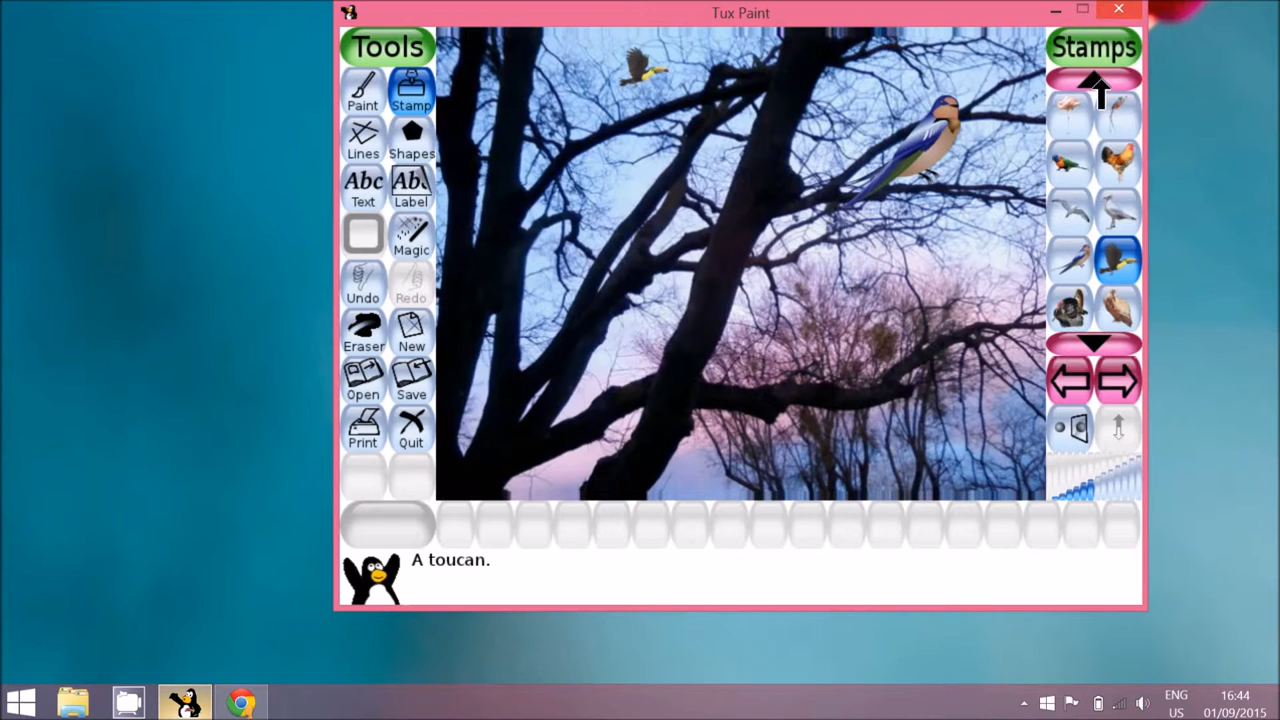 Tux Paint
Tools
Stamps
Paint
Stamp
Lines
Shapes
Abc
Abc
Text
Label
Magic
Undo
Redo
Eraser
New
Open
Save
Print
Quit
A toucan.
ENG
US
16:44
01/09/2015